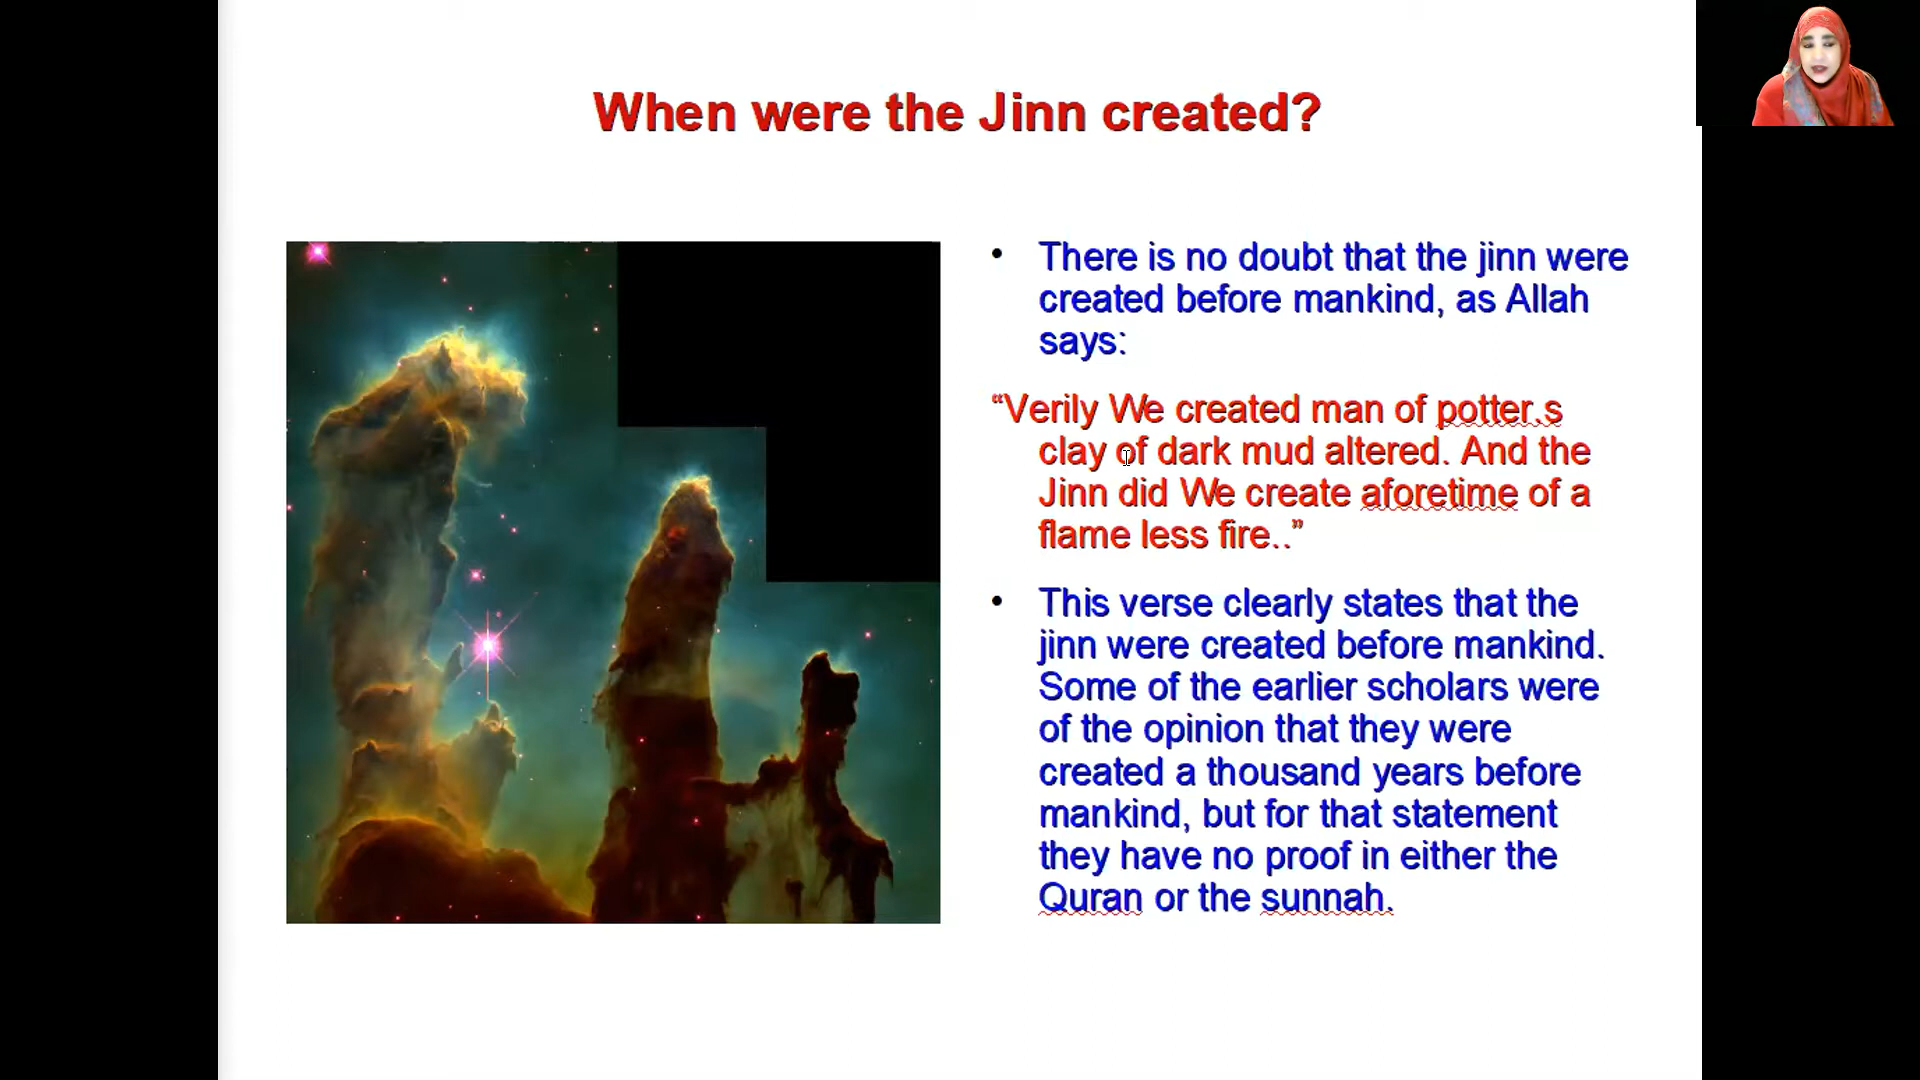 When were the Jinn created?
• There is no doubt that the jinn were
created before mankind, as Allah
says:
“Verily We created man of potter,s
clay of dark mud altered. And the
Jinn did We create aforetime of a
flame less fire..”
• This verse clearly states that the
jinn were created before mankind.
Some of the earlier scholars were
of the opinion that they were
created a thousand years before
mankind, but for that statement
they have no proof in either the
Quran or the sunnah.